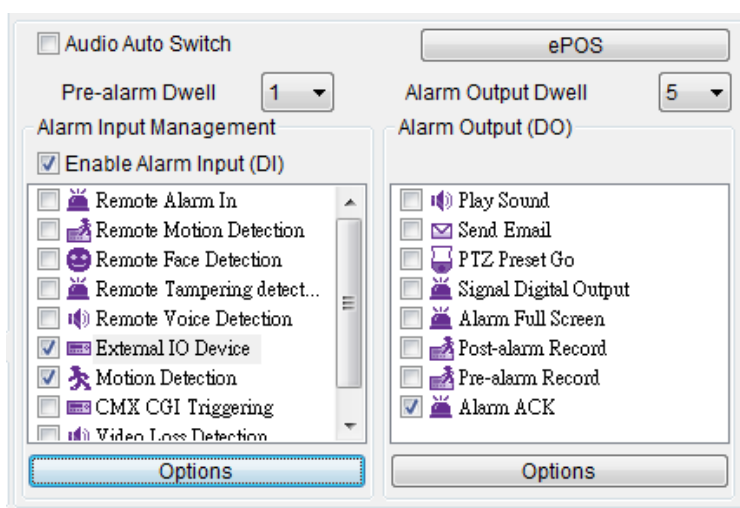 Audio Auto Switch
ePOS
Pre-alarm Dwell 1
Alarm Output Dwell 5
Alarm Input Management
Enable Alarm Input (DI)
Remote Alarm In
Remote Motion Detection
Remote Face Detection
Remote Tampering detect...
Remote Voice Detection
External IO Device
Motion Detection
CMX CGI Triggering
Video Loss Detection
Options
Alarm Output (DO)
Play Sound
Send Email
PTZ Preset Go
Signal Digital Output
Alarm Full Screen
Post-alarm Record
Pre-alarm Record
Alarm ACK
Options